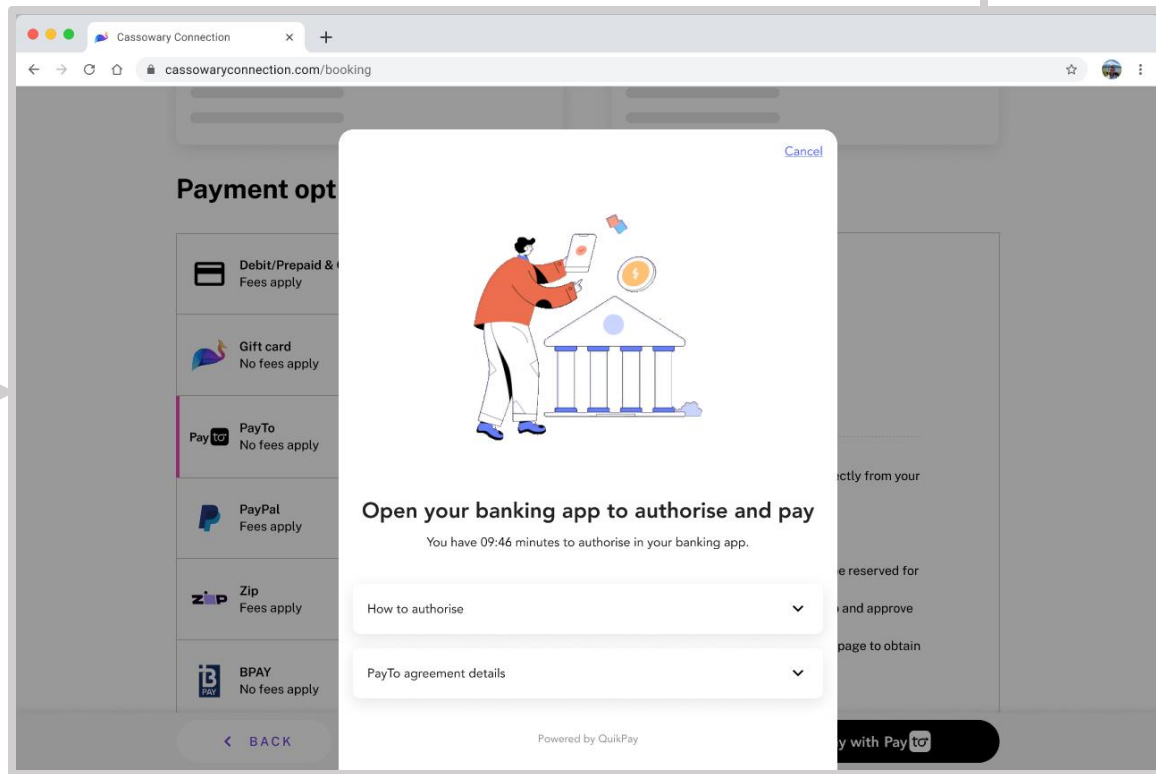 Cassowary Connection
cassowaryconnection.com/booking
Cancel
Payment opt
Debit/Prepaid &
Fees apply
Gift card
No fees apply
Pay to
PayTo
No fees apply
PayPal
Fees apply
zip
Zip
Fees apply
B
PAY
BPAY
No fees apply
$
Open your banking app to authorise and pay
You have 09:46 minutes to authorise in your banking app.
How to authorise
PayTo agreement details
Powered by QuikPay
ctly from your
e reserved for
and approve
page to obtain
BACK
y with Pay to